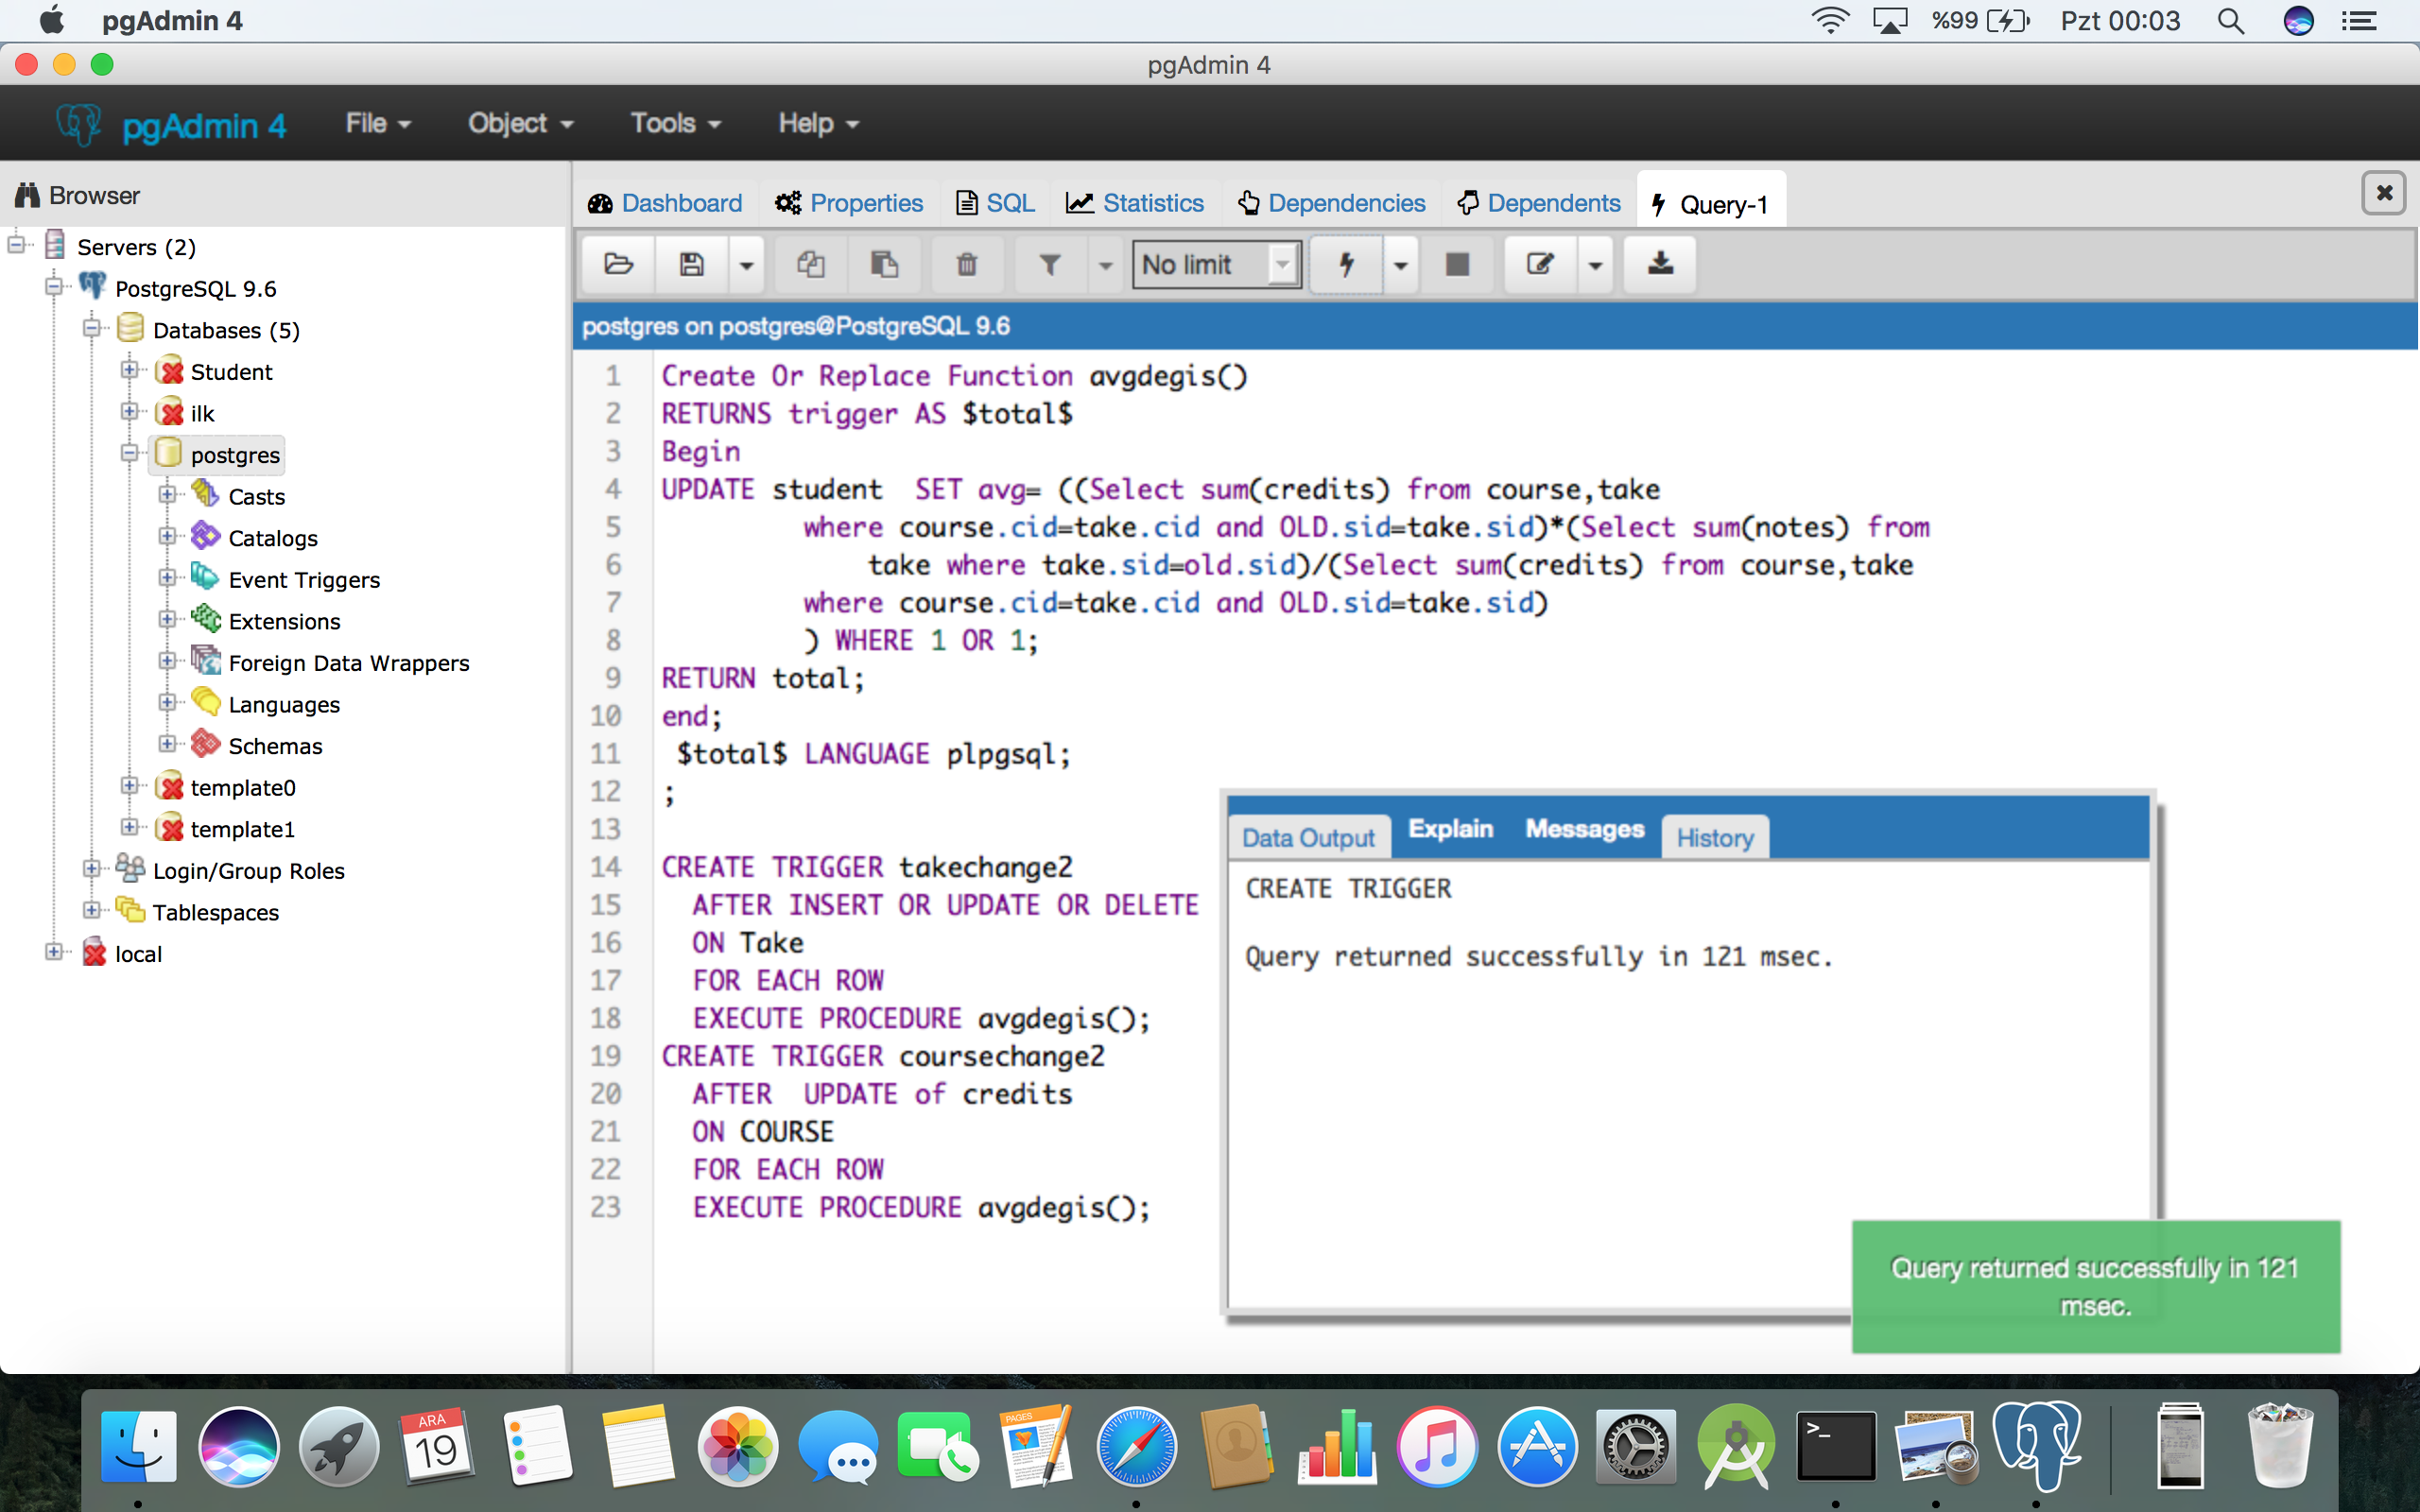 pgAdmin 4
%99
Pzt 00:03
pgAdmin 4
pgAdmin 4
File
Object
Tools
Help
Browser
Dashboard
Properties
SQL
Statistics
Dependencies
Dependents
Query-1
Servers (2)
PostgreSQL 9.6
Databases (5)
Student
ilk
postgres
Casts
Catalogs
Event Triggers
Extensions
Foreign Data Wrappers
Languages
Schemas
template0
template1
Login/Group Roles
Tablespaces
local
No limit
postgres on postgres@PostgreSQL 9.6
1 Create Or Replace Function avgdegis()
2 RETURNS trigger AS $total$
3 Begin
4 UPDATE student  SET avg= ((Select sum(credits) from course,take
5 where course.cid=take.cid and OLD.sid=take.sid)*(Select sum(notes) from
6 take where take.sid=old.sid)/(Select sum(credits) from course,take
7 where course.cid=take.cid and OLD.sid=take.sid)
8 ) WHERE 1 OR 1;
9 RETURN total;
10 end;
11 $total$ LANGUAGE plpgsql;
12 ;
13
14 CREATE TRIGGER takechange2
15 AFTER INSERT OR UPDATE OR DELETE
16 ON Take
17 FOR EACH ROW
18 EXECUTE PROCEDURE avgdegis();
19 CREATE TRIGGER coursechange2
20 AFTER  UPDATE of credits
21 ON COURSE
22 FOR EACH ROW
23 EXECUTE PROCEDURE avgdegis();
Data Output
Explain
Messages
History
CREATE TRIGGER
Query returned successfully in 121 msec.
Query returned successfully in 121
msec.
ARA
19
PAGES
>_